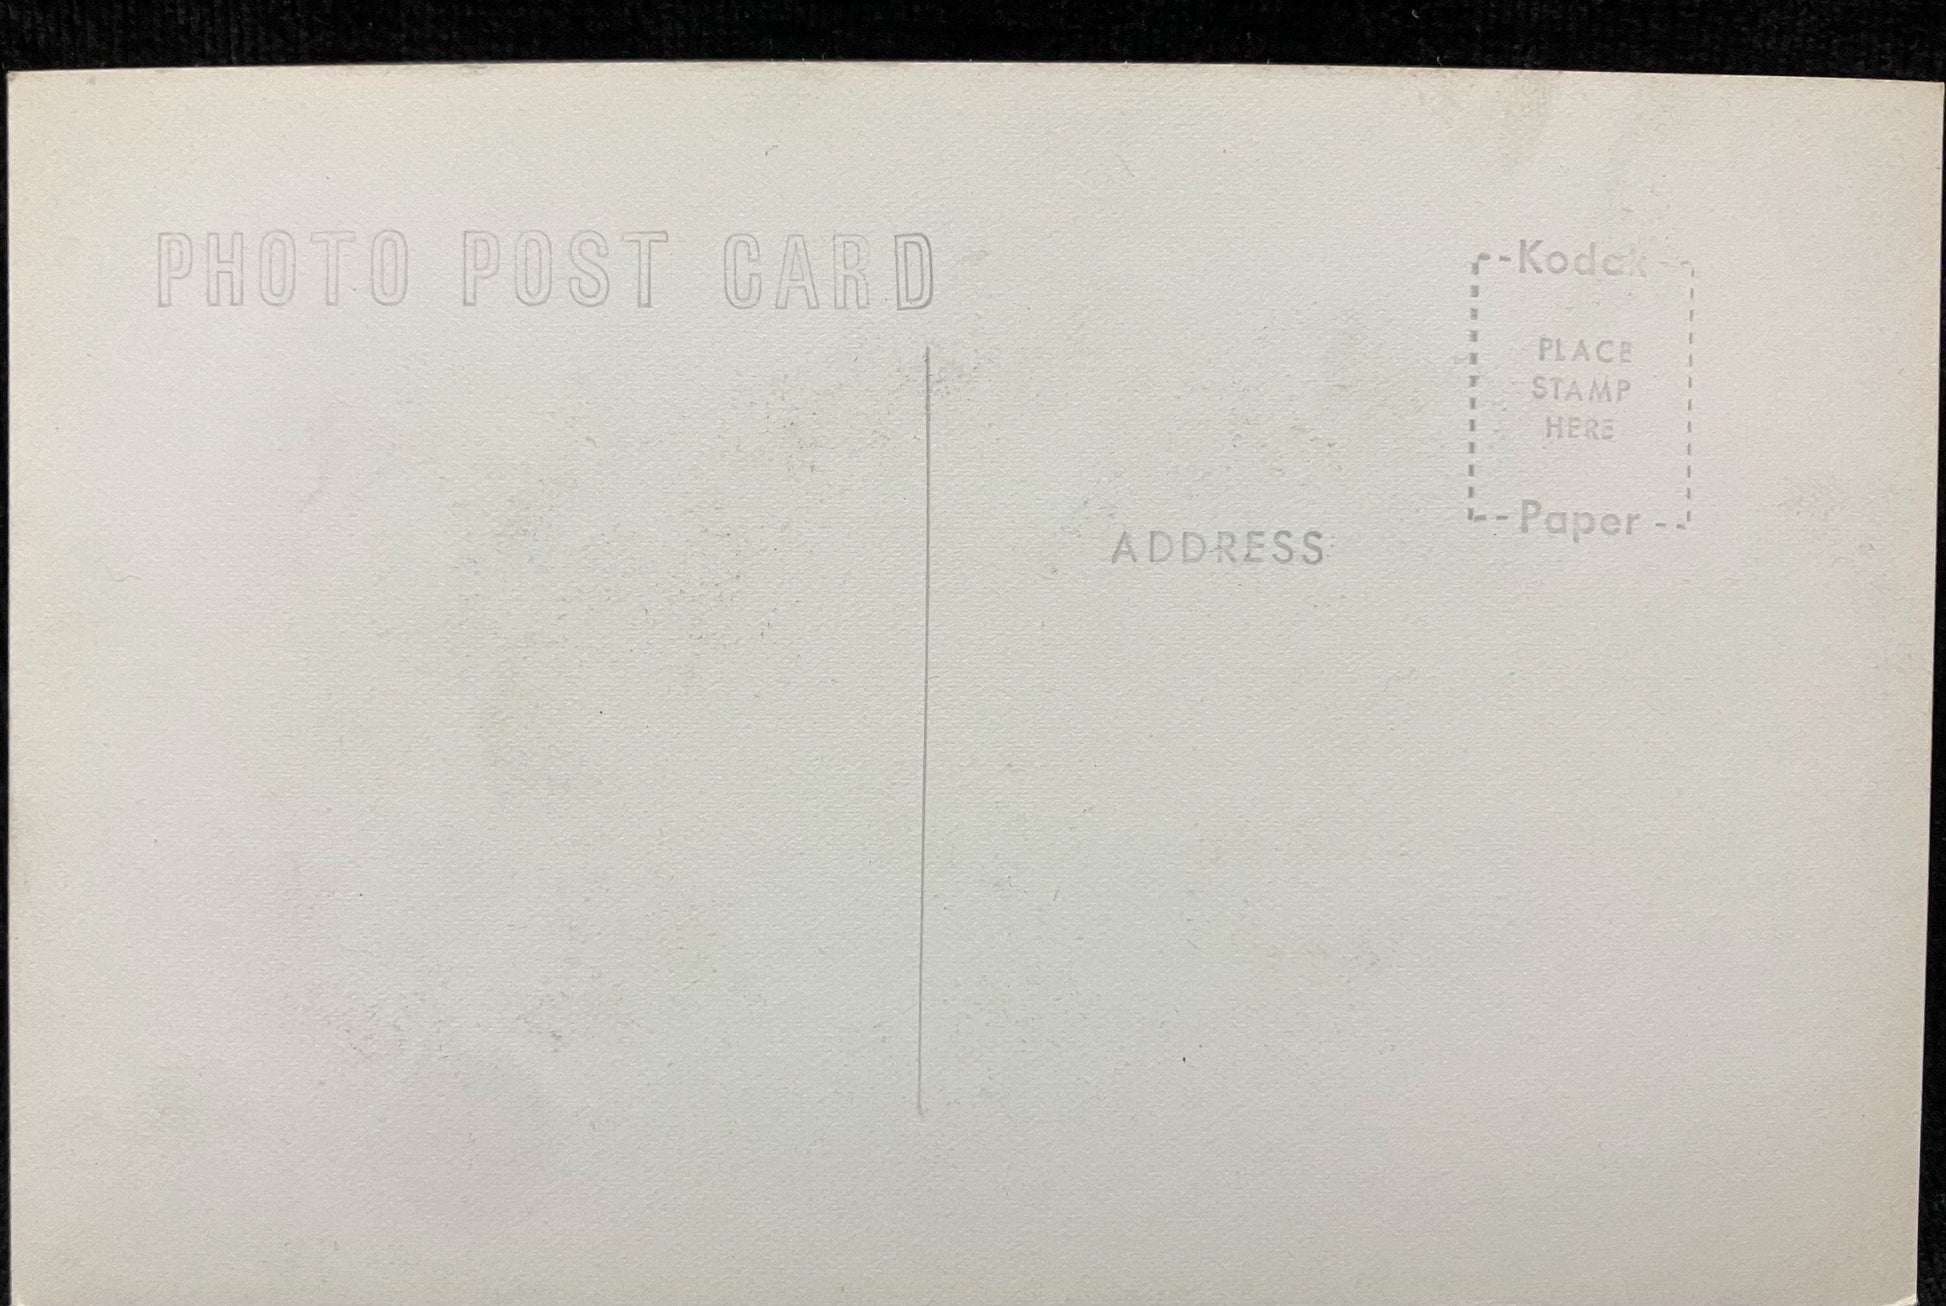 PHOTO POST CARD
Kodak
PLACE
STAMP
HERE
Paper
ADDRESS